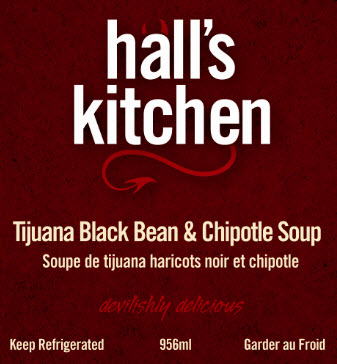 hall's
kitchen
Tijuana Black Bean & Chipotle Soup
Soupe de tijuana haricots noir et chipotle
devilishly delicious
Keep Refrigerated 956ml Garder au Froid